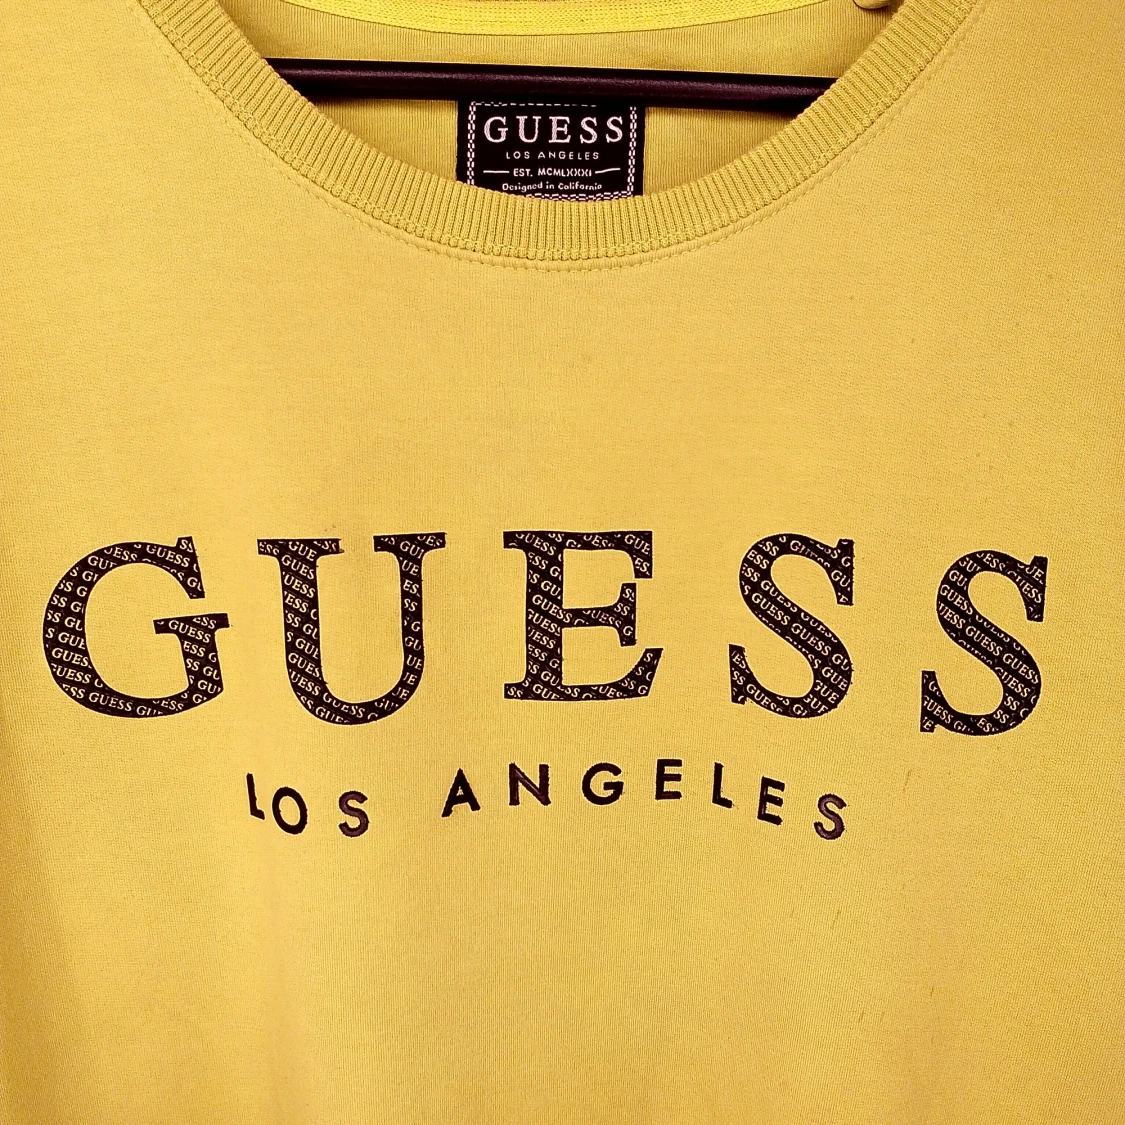 GUESS
LOS ANGELES
EST. MCMLXXXI
Designed in California
GUESS
LOS ANGELES